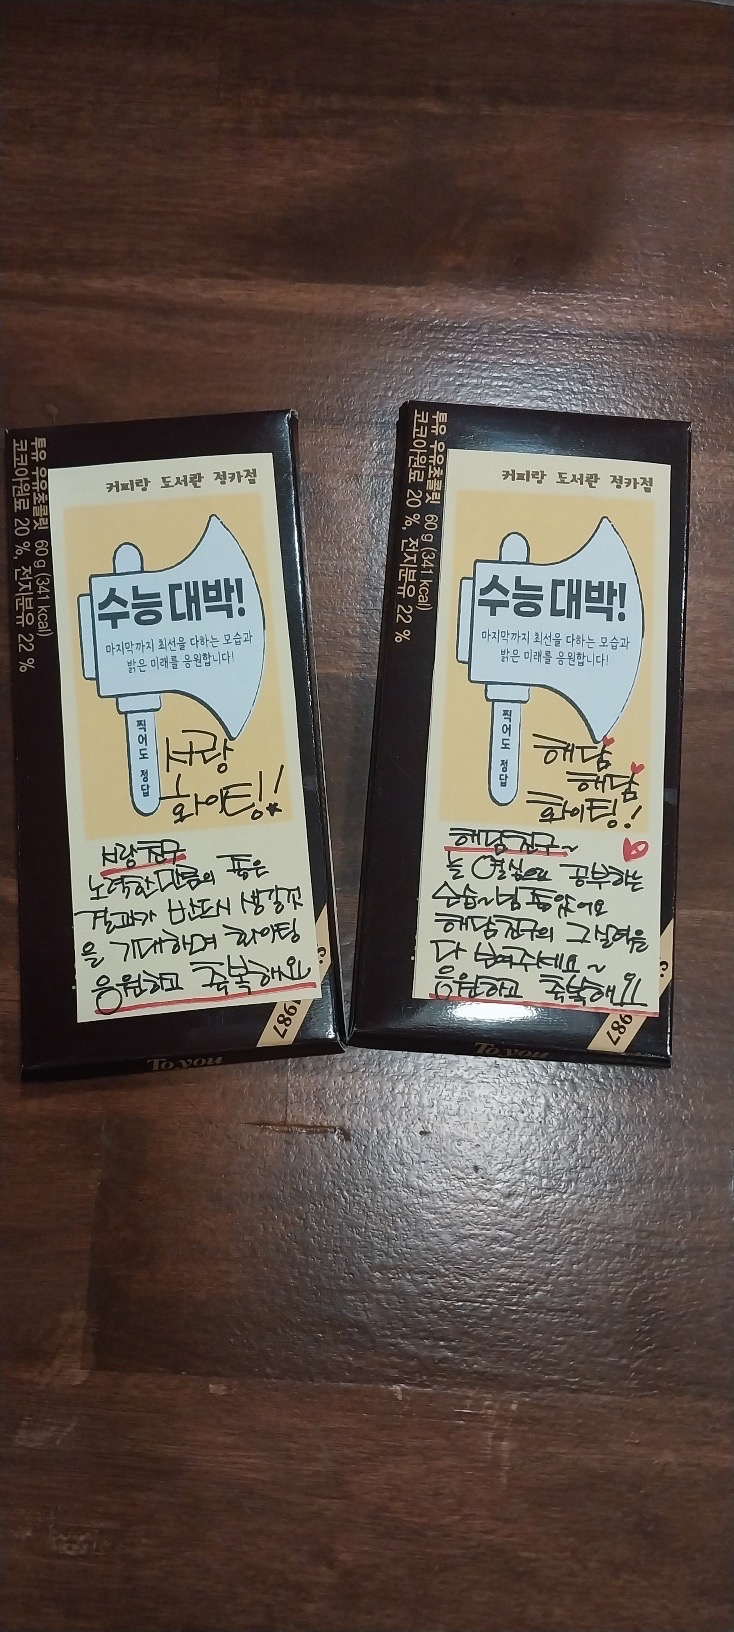 투유 우유초콜릿 60 g (341 kcal)
코코아원료 20 %, 전지분유 22 %
커피랑 도서관 정카점
수능 대박!
마지막까지 최선을 다하는 모습과
밝은 미래를 응원합니다!
찍어도 정답
서랑
화이팅!
서랑친구
노력한만큼의 좋은
결과가 반드시 생길것
을 기대하며 화이팅
응원하고 축복해요
1987
To you
투유 우유초콜릿 60 g (341 kcal)
코코아원료 20 %, 전지분유 22 %
커피랑 도서관 정카점
수능 대박!
마지막까지 최선을 다하는 모습과
밝은 미래를 응원합니다!
찍어도 정답
해담
해담
화이팅!
해담친구~
늘 열심으로 공부하는
모습~넘 좋았어요
해담친구의 그 실력을
다 보여주세요~
응원하고 축복해요
987
To you